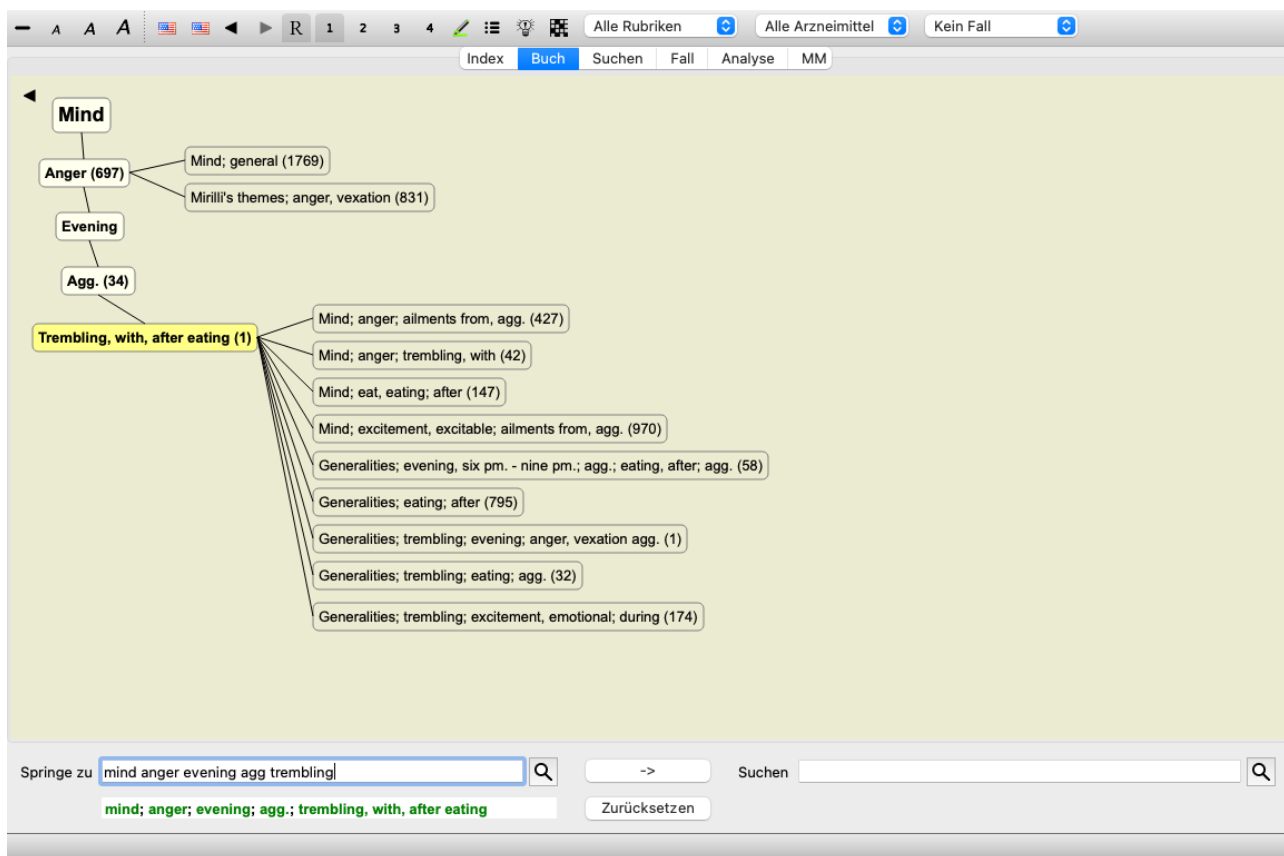 A A A R 1 2 3 4 Alle Rubriken Alle Arzneimittel Kein Fall
Index Buch Suchen Fall Analyse MM
Mind
Anger (697)
Mind; general (1769)
Mirilli's themes; anger, vexation (831)
Evening
Agg. (34)
Trembling, with, after eating (1)
Mind; anger; ailments from, agg. (427)
Mind; anger; trembling, with (42)
Mind; eat, eating; after (147)
Mind; excitement, excitable; ailments from, agg. (970)
Generalities; evening, six pm. - nine pm.; agg.; eating, after; agg. (58)
Generalities; eating; after (795)
Generalities; trembling; evening; anger, vexation agg. (1)
Generalities; trembling; eating; agg. (32)
Generalities; trembling; excitement, emotional; during (174)
Springe zu mind anger evening agg trembling -> Suchen
mind; anger; evening; agg.; trembling, with, after eating Zurücksetzen